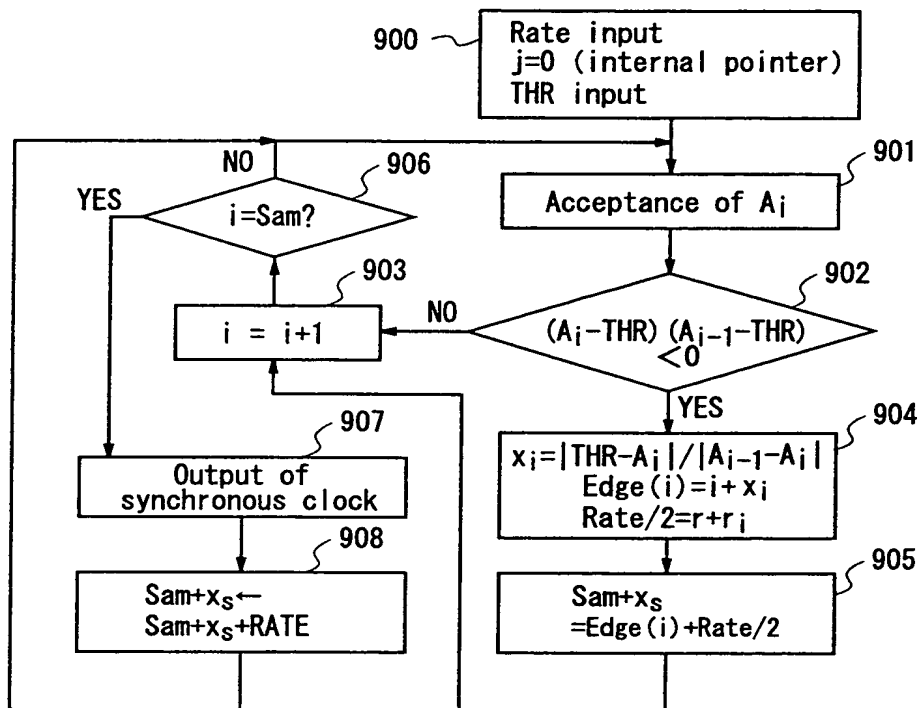 900
Rate input
j=0 (internal pointer)
THR input
NO
906
901
YES
i=Sam?
Acceptance of Ai
903
902
i = i+1
NO
(Ai-THR) (Ai-1-THR)
<0
YES
907
904
Output of
synchronous clock
xi=|THR-Ai|/|Ai-1-Ai|
Edge(i)=i+xi
Rate/2=r+ri
908
905
Sam+xs←
Sam+xs+RATE
Sam+xs
=Edge(i)+Rate/2